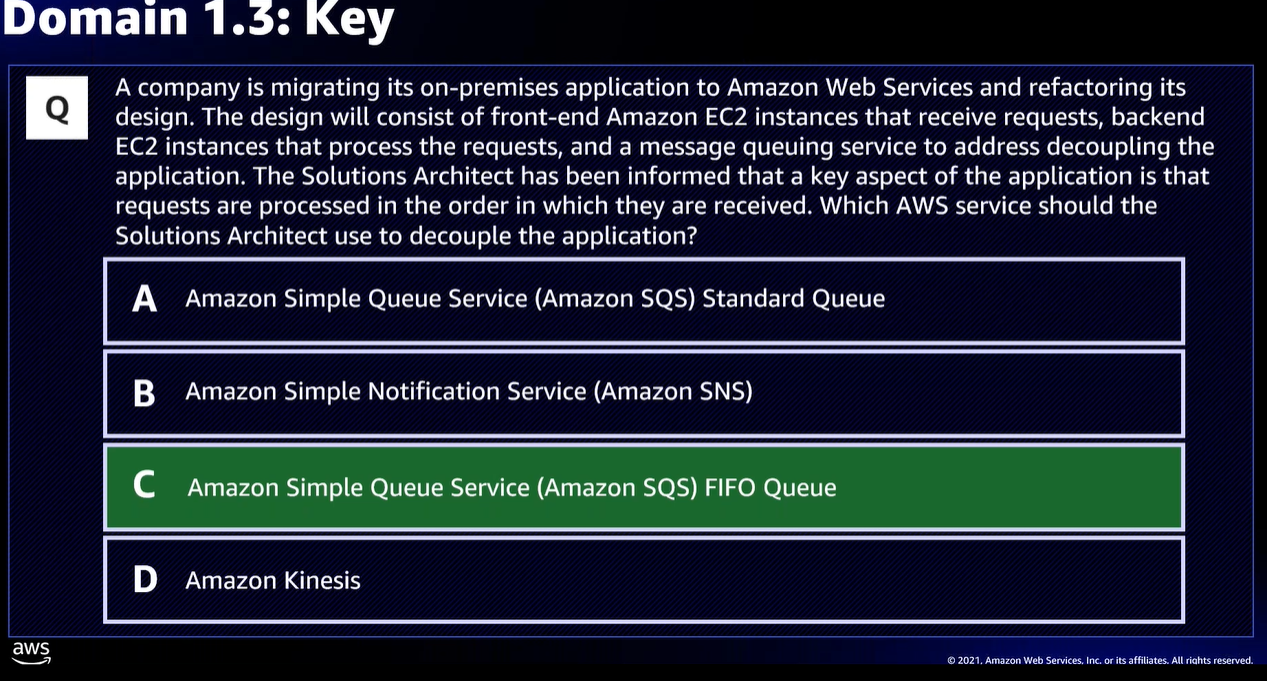 Domain 1.3: Key
Q
A company is migrating its on-premises application to Amazon Web Services and refactoring its
design. The design will consist of front-end Amazon EC2 instances that receive requests, backend
EC2 instances that process the requests, and a message queuing service to address decoupling the
application. The Solutions Architect has been informed that a key aspect of the application is that
requests are processed in the order in which they are received. Which AWS service should the
Solutions Architect use to decouple the application?
A Amazon Simple Queue Service (Amazon SQS) Standard Queue
B Amazon Simple Notification Service (Amazon SNS)
C Amazon Simple Queue Service (Amazon SQS) FIFO Queue
D Amazon Kinesis
aws
© 2021, Amazon Web Services, Inc. or its affiliates. All rights reserved.